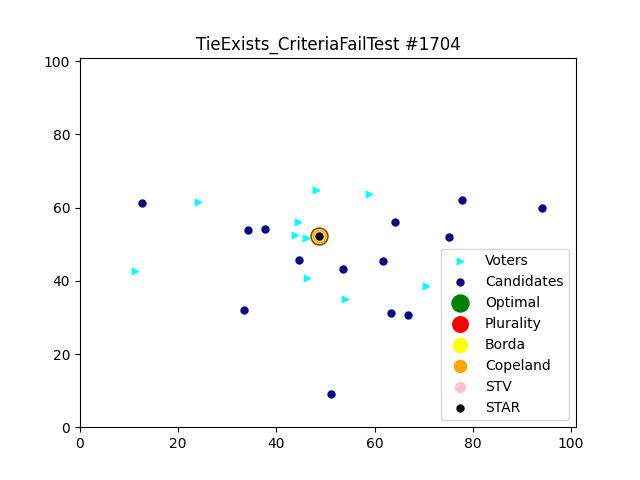 TieExists_CriteriaFailTest #1704
100
80
60
40
20
0
0 20 40 60 80 100
Voters
Candidates
Optimal
Plurality
Borda
Copeland
STV
STAR